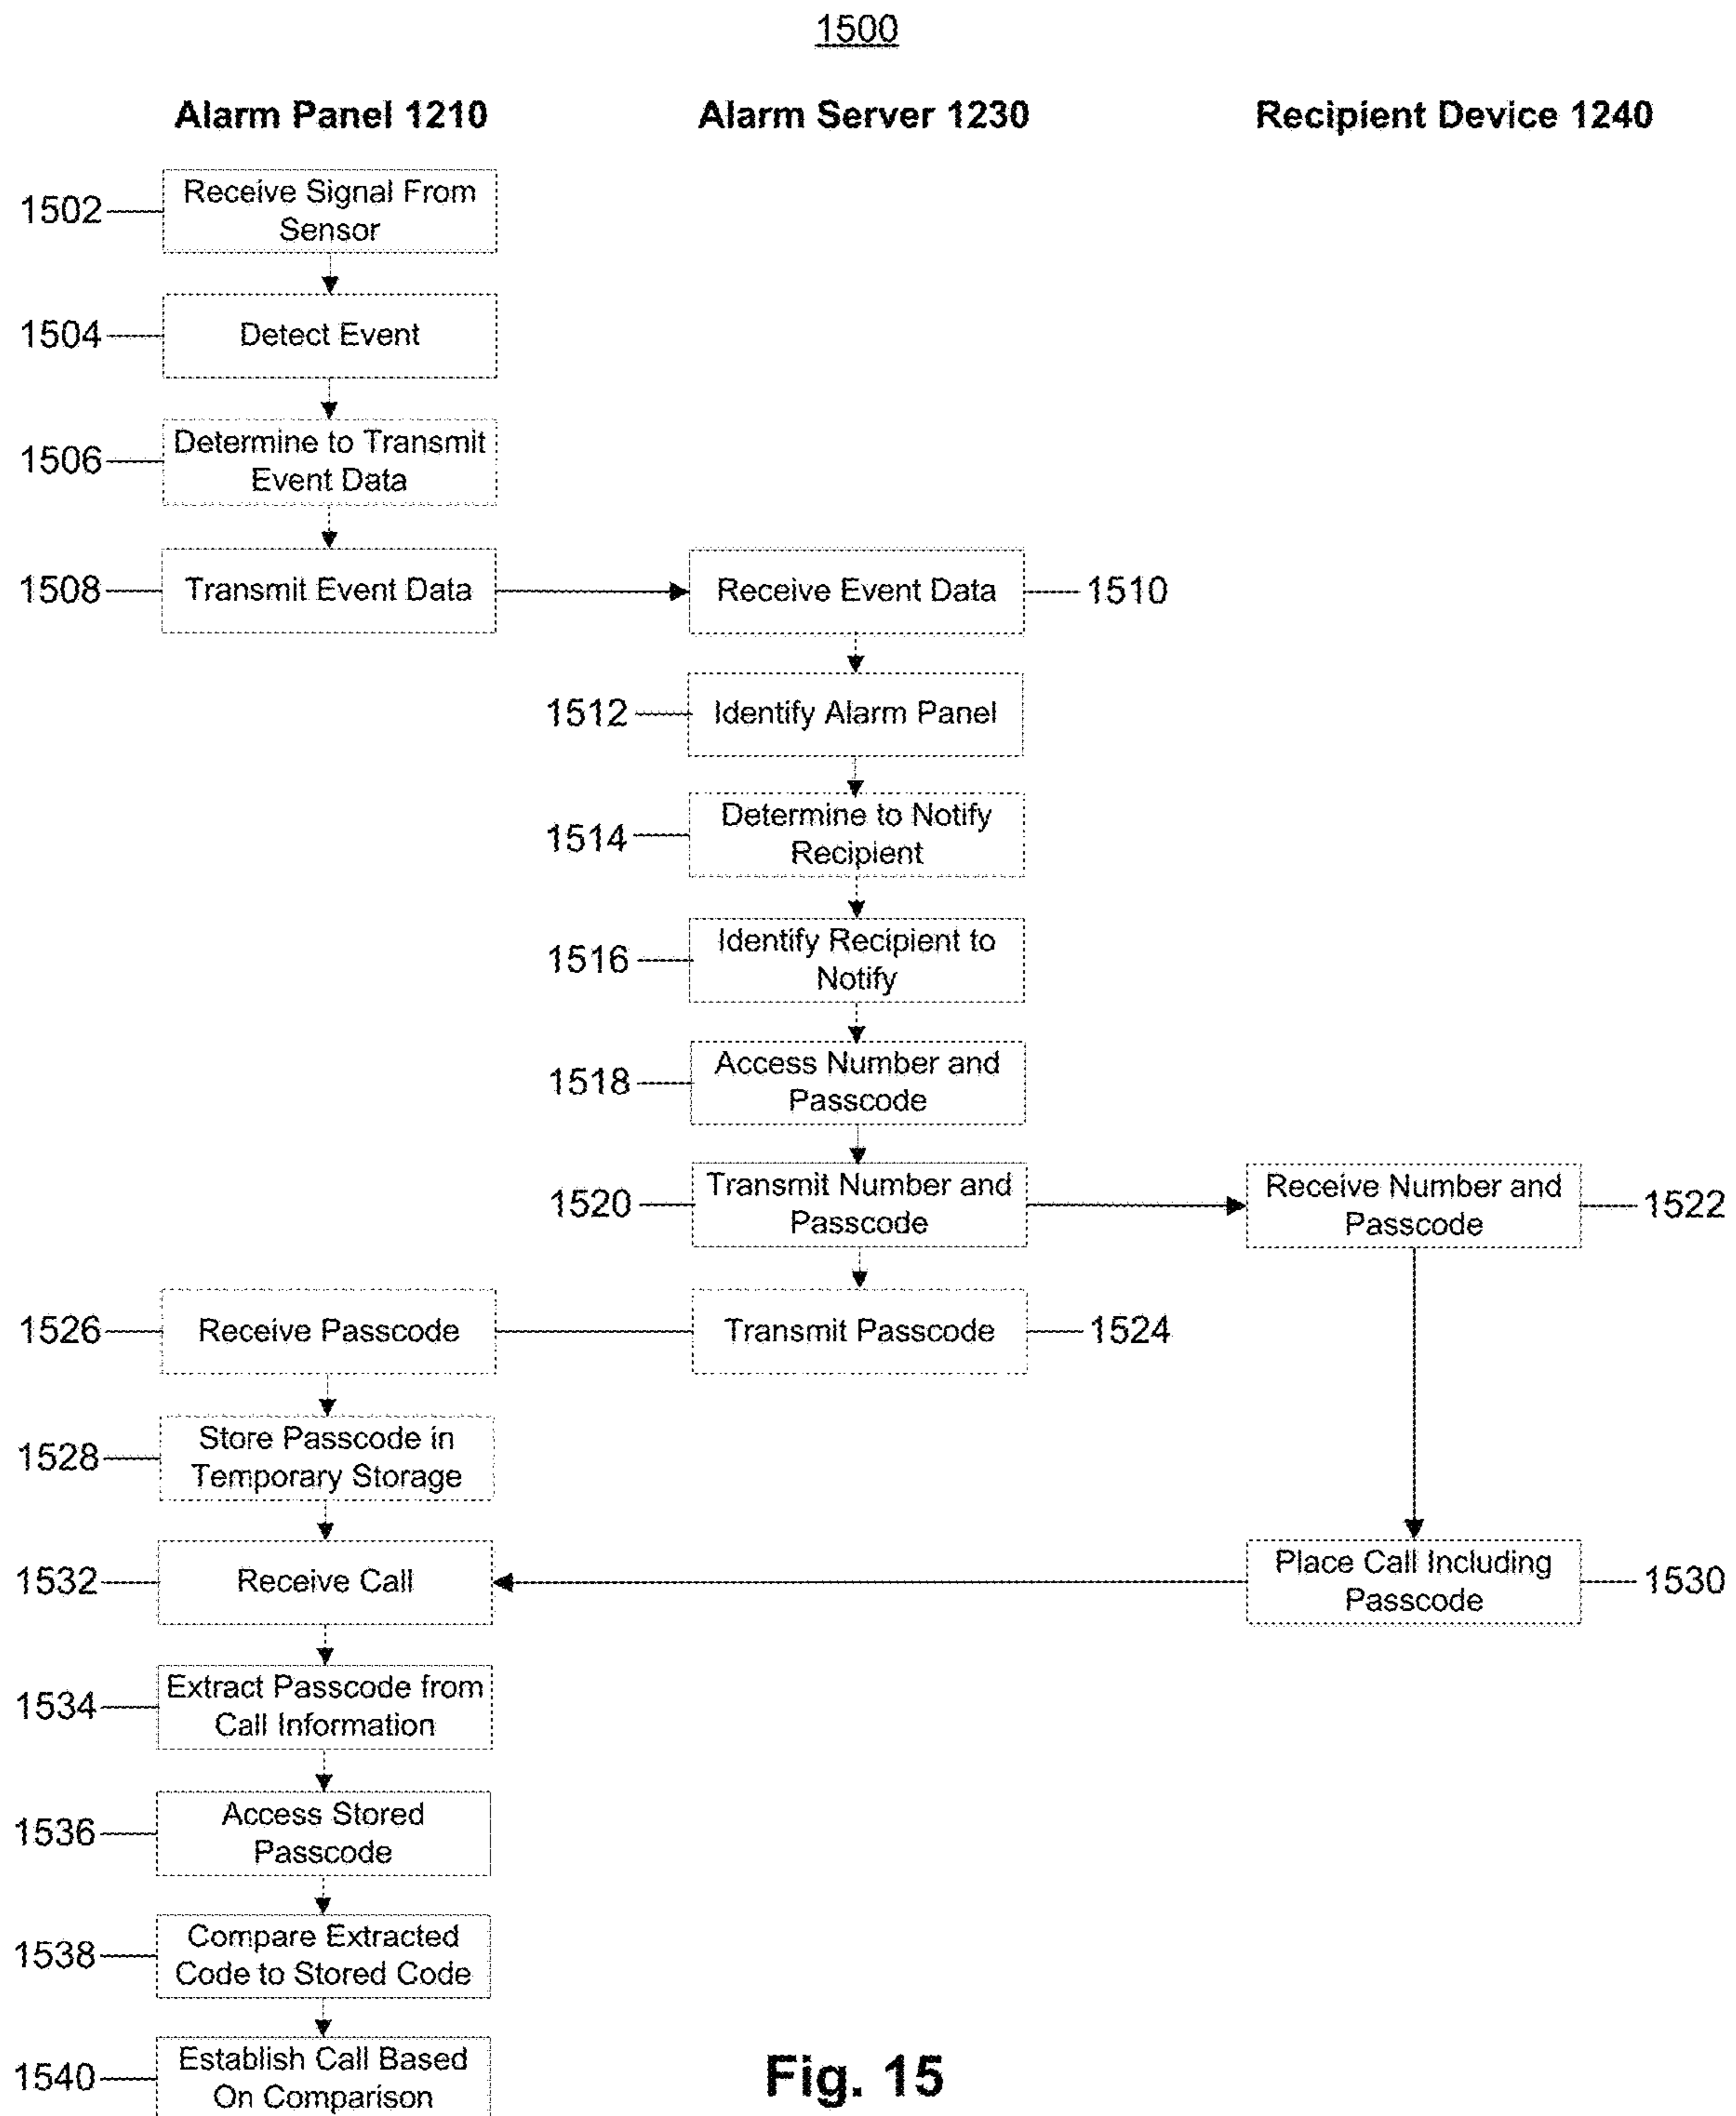 1500
Alarm Panel 1210
Alarm Server 1230
Recipient Device 1240
1502
Receive Signal From
Sensor
1504
Detect Event
1506
Determine to Transmit
Event Data
1508
Transmit Event Data
Receive Event Data
1510
1512
Identify Alarm Panel
1514
Determine to Notify
Recipient
1516
Identify Recipient to
Notify
1518
Access Number and
Passcode
1520
Transmit Number and
Passcode
Receive Number and
Passcode
1522
1526
Receive Passcode
Transmit Passcode
1524
1528
Store Passcode in
Temporary Storage
1532
Receive Call
Place Call Including
Passcode
1530
1534
Extract Passcode from
Call Information
1536
Access Stored
Passcode
1538
Compare Extracted
Code to Stored Code
1540
Establish Call Based
On Comparison
Fig. 15